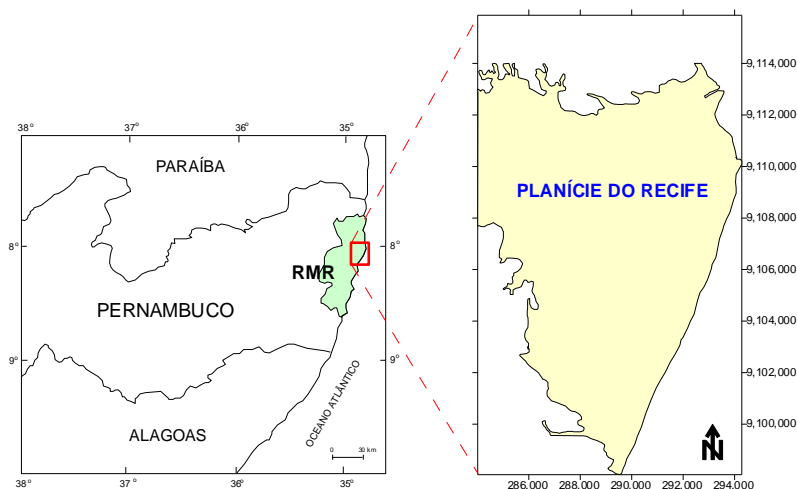 38° 37° 36° 35°
PARAÍBA
8° 8°
RMR
PERNAMBUCO
9° 9°
OCEANO ATLÂNTICO
ALAGOAS
0 30 km
38° 37° 36° 35°
9,114,000
9,112,000
9,110,000
PLANÍCIE DO RECIFE
9,108,000
9,106,000
9,104,000
9,102,000
9,100,000
N
286.000 288.000 290.000 292.000 294.000